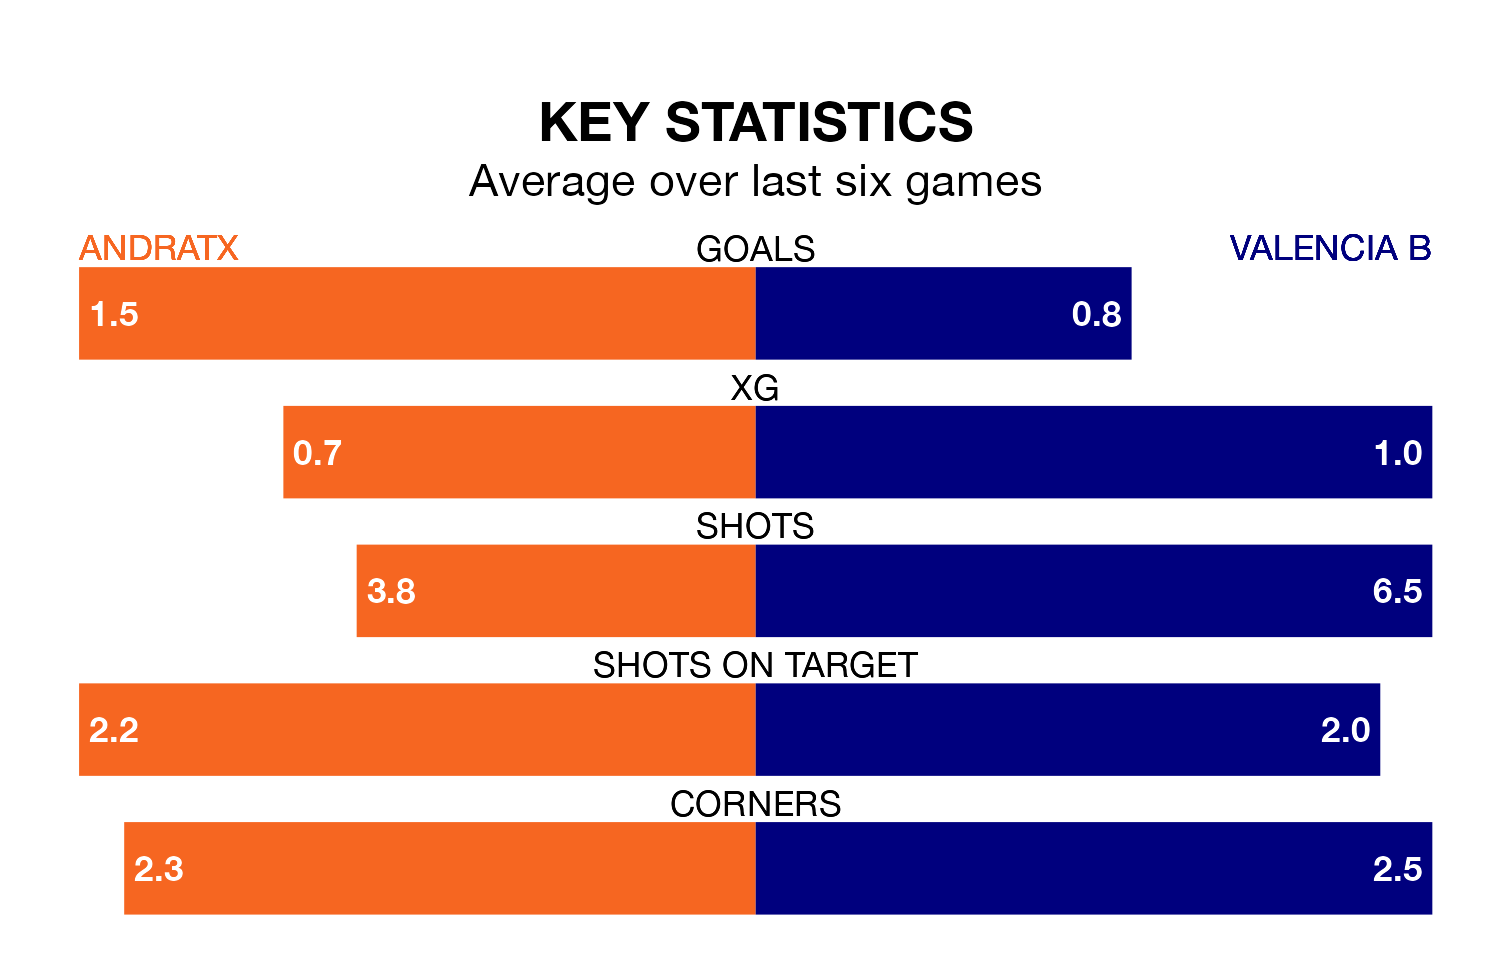 KEY STATISTICS
Average over last six games
ANDRATX GOALS VALENCIA B
1.5 0.8
XG
0.7 1.0
SHOTS
3.8 6.5
SHOTS ON TARGET
2.2 2.0
CORNERS
2.3 2.5